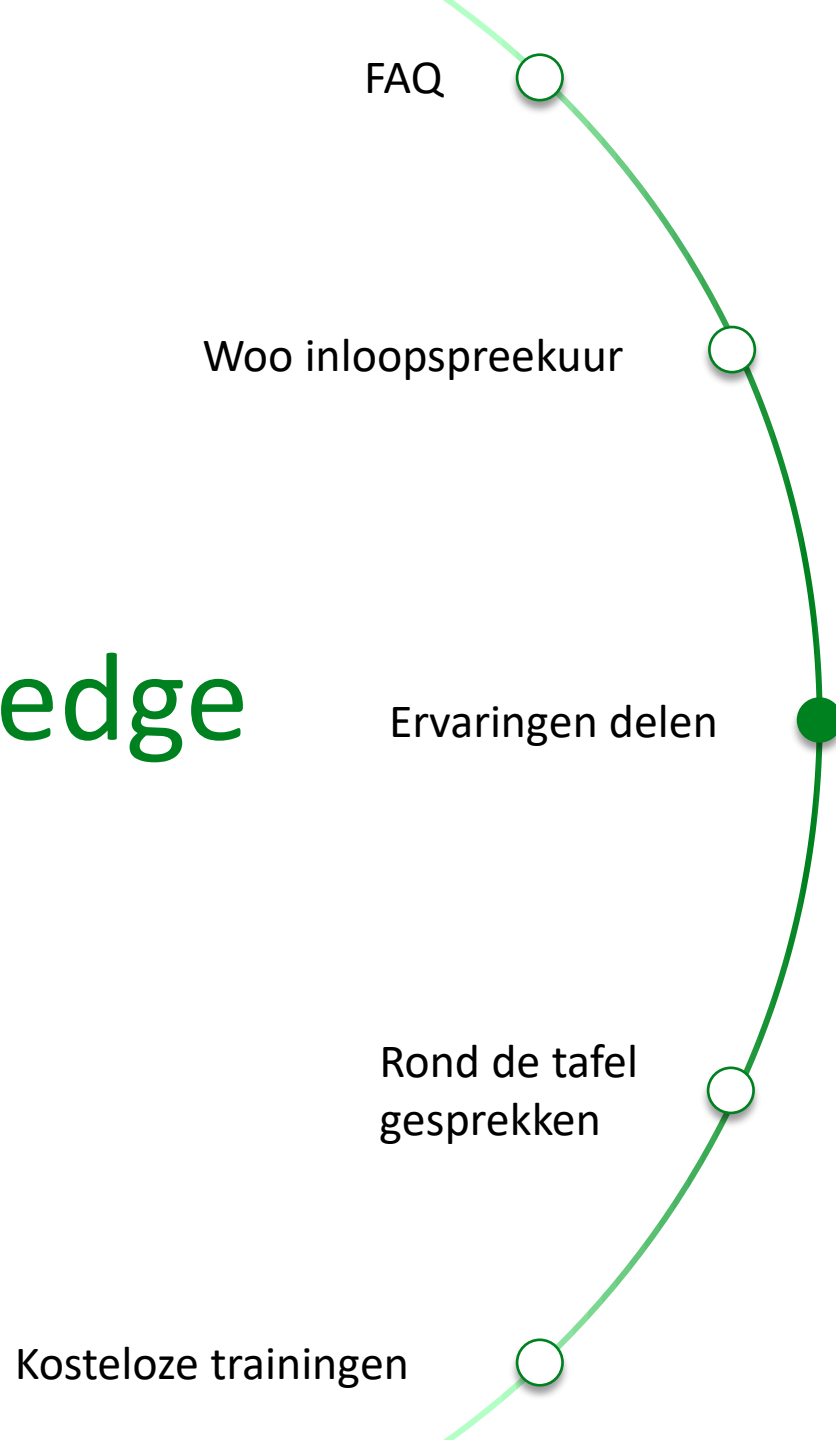 FAQ
Woo inloopspreekuur
edge
Ervaringen delen
Rond de tafel
gesprekken
Kosteloze trainingen